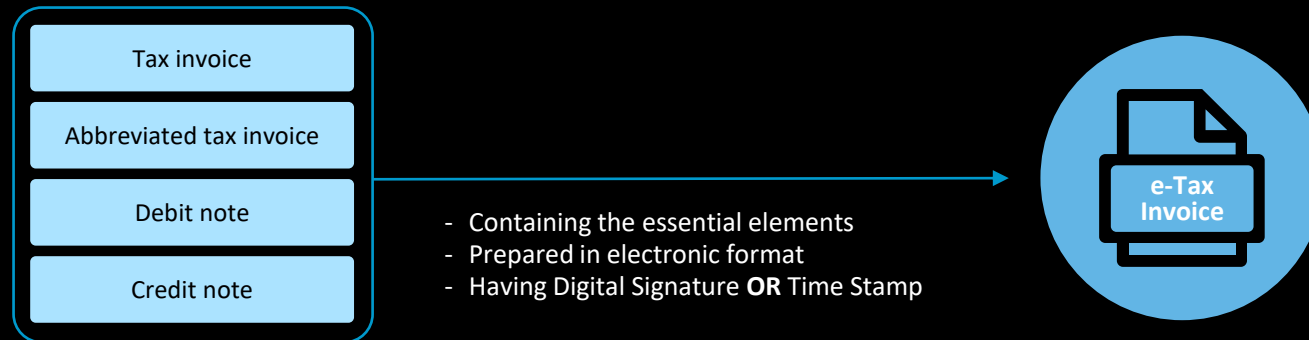 Tax invoice
Abbreviated tax invoice
Debit note
Credit note
- Containing the essential elements
- Prepared in electronic format
- Having Digital Signature OR Time Stamp
e-Tax
Invoice